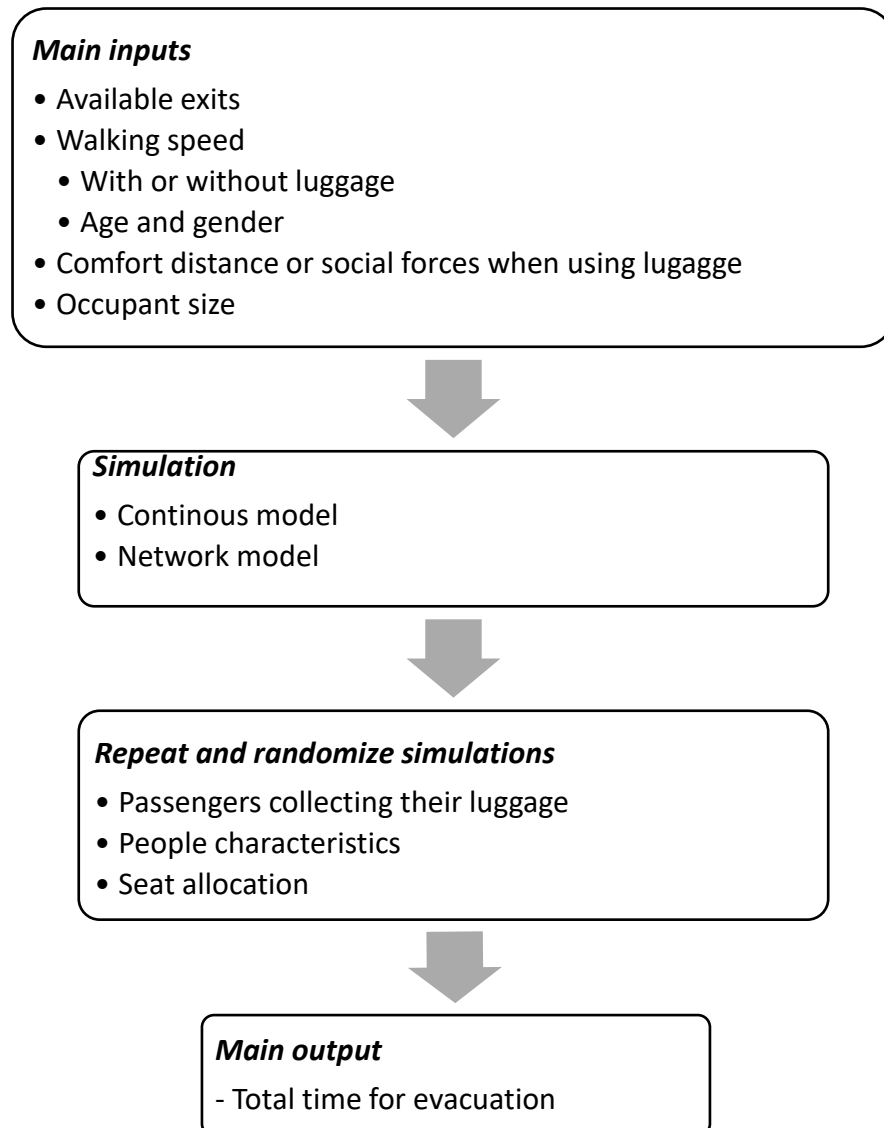 Main inputs
• Available exits
• Walking speed
• With or without luggage
• Age and gender
• Comfort distance or social forces when using lugagge
• Occupant size
Simulation
• Continous model
• Network model
Repeat and randomize simulations
• Passengers collecting their luggage
• People characteristics
• Seat allocation
Main output
- Total time for evacuation